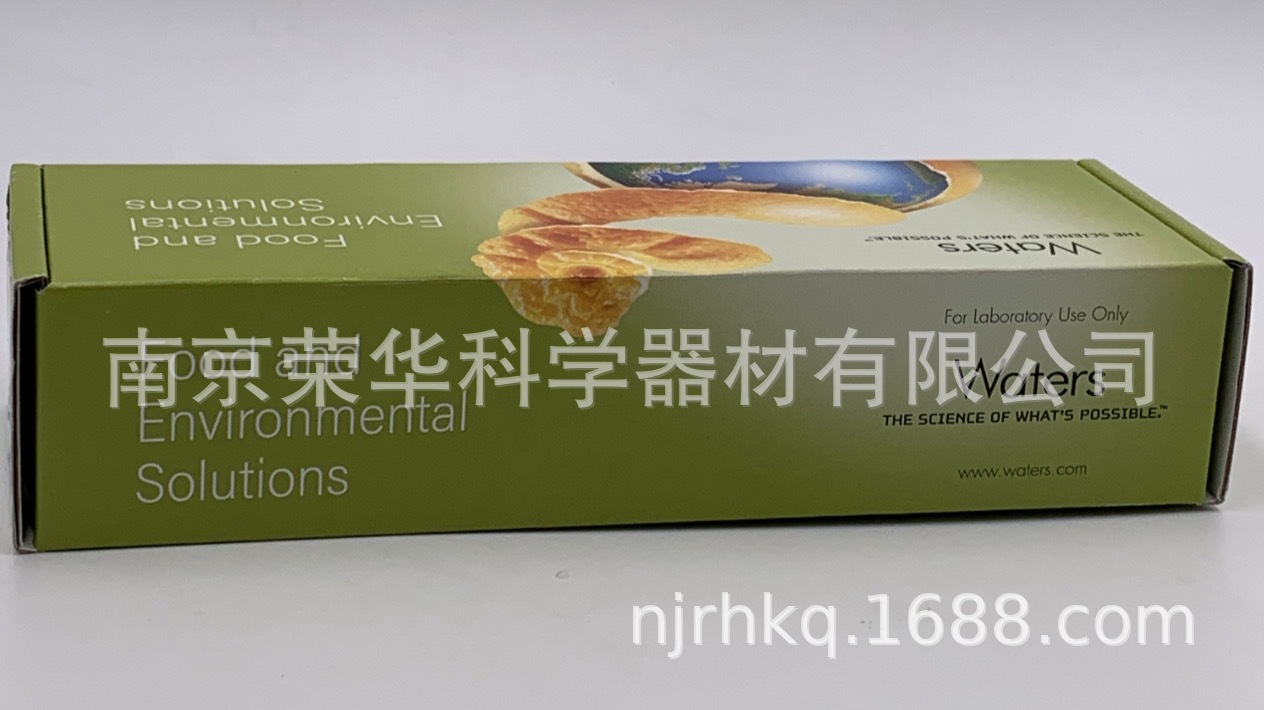 Food and
Environmental
Solutions
Waters
THE SCIENCE OF WHAT'S POSSIBLE.™
For Laboratory Use Only
南京荣华科学器材有限公司
Food and
Environmental
Solutions
Waters
THE SCIENCE OF WHAT'S POSSIBLE.™
www.waters.com
njrhkq.1688.com